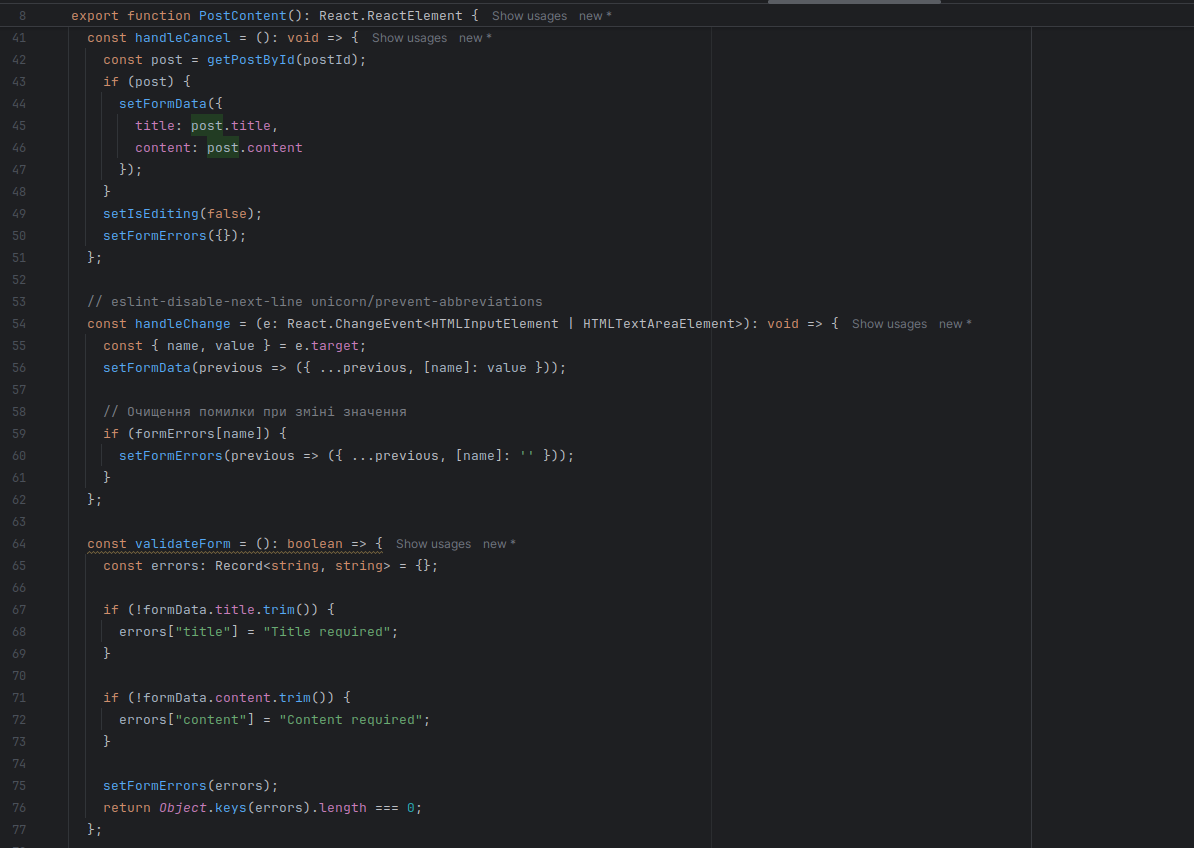 8 export function PostContent(): React.ReactElement { Show usages new *
41 const handleCancel = (): void => { Show usages new *
42 const post = getPostById(postId);
43 if (post) {
44 setFormData({
45 title: post.title,
46 content: post.content
47 });
48 }
49 setIsEditing(false);
50 setFormErrors({});
51 };
52
53 // eslint-disable-next-line unicorn/prevent-abbreviations
54 const handleChange = (e: React.ChangeEvent<HTMLInputElement | HTMLTextAreaElement>): void => { Show usages new *
55 const { name, value } = e.target;
56 setFormData(previous => ({ ...previous, [name]: value }));
57
58 // Очищення помилки при зміні значення
59 if (formErrors[name]) {
60 setFormErrors(previous => ({ ...previous, [name]: '' }));
61 }
62 };
63
64 const validateForm = (): boolean => { Show usages new *
65 const errors: Record<string, string> = {};
66
67 if (!formData.title.trim()) {
68 errors["title"] = "Title required";
69 }
70
71 if (!formData.content.trim()) {
72 errors["content"] = "Content required";
73 }
74
75 setFormErrors(errors);
76 return Object.keys(errors).length === 0;
77 };